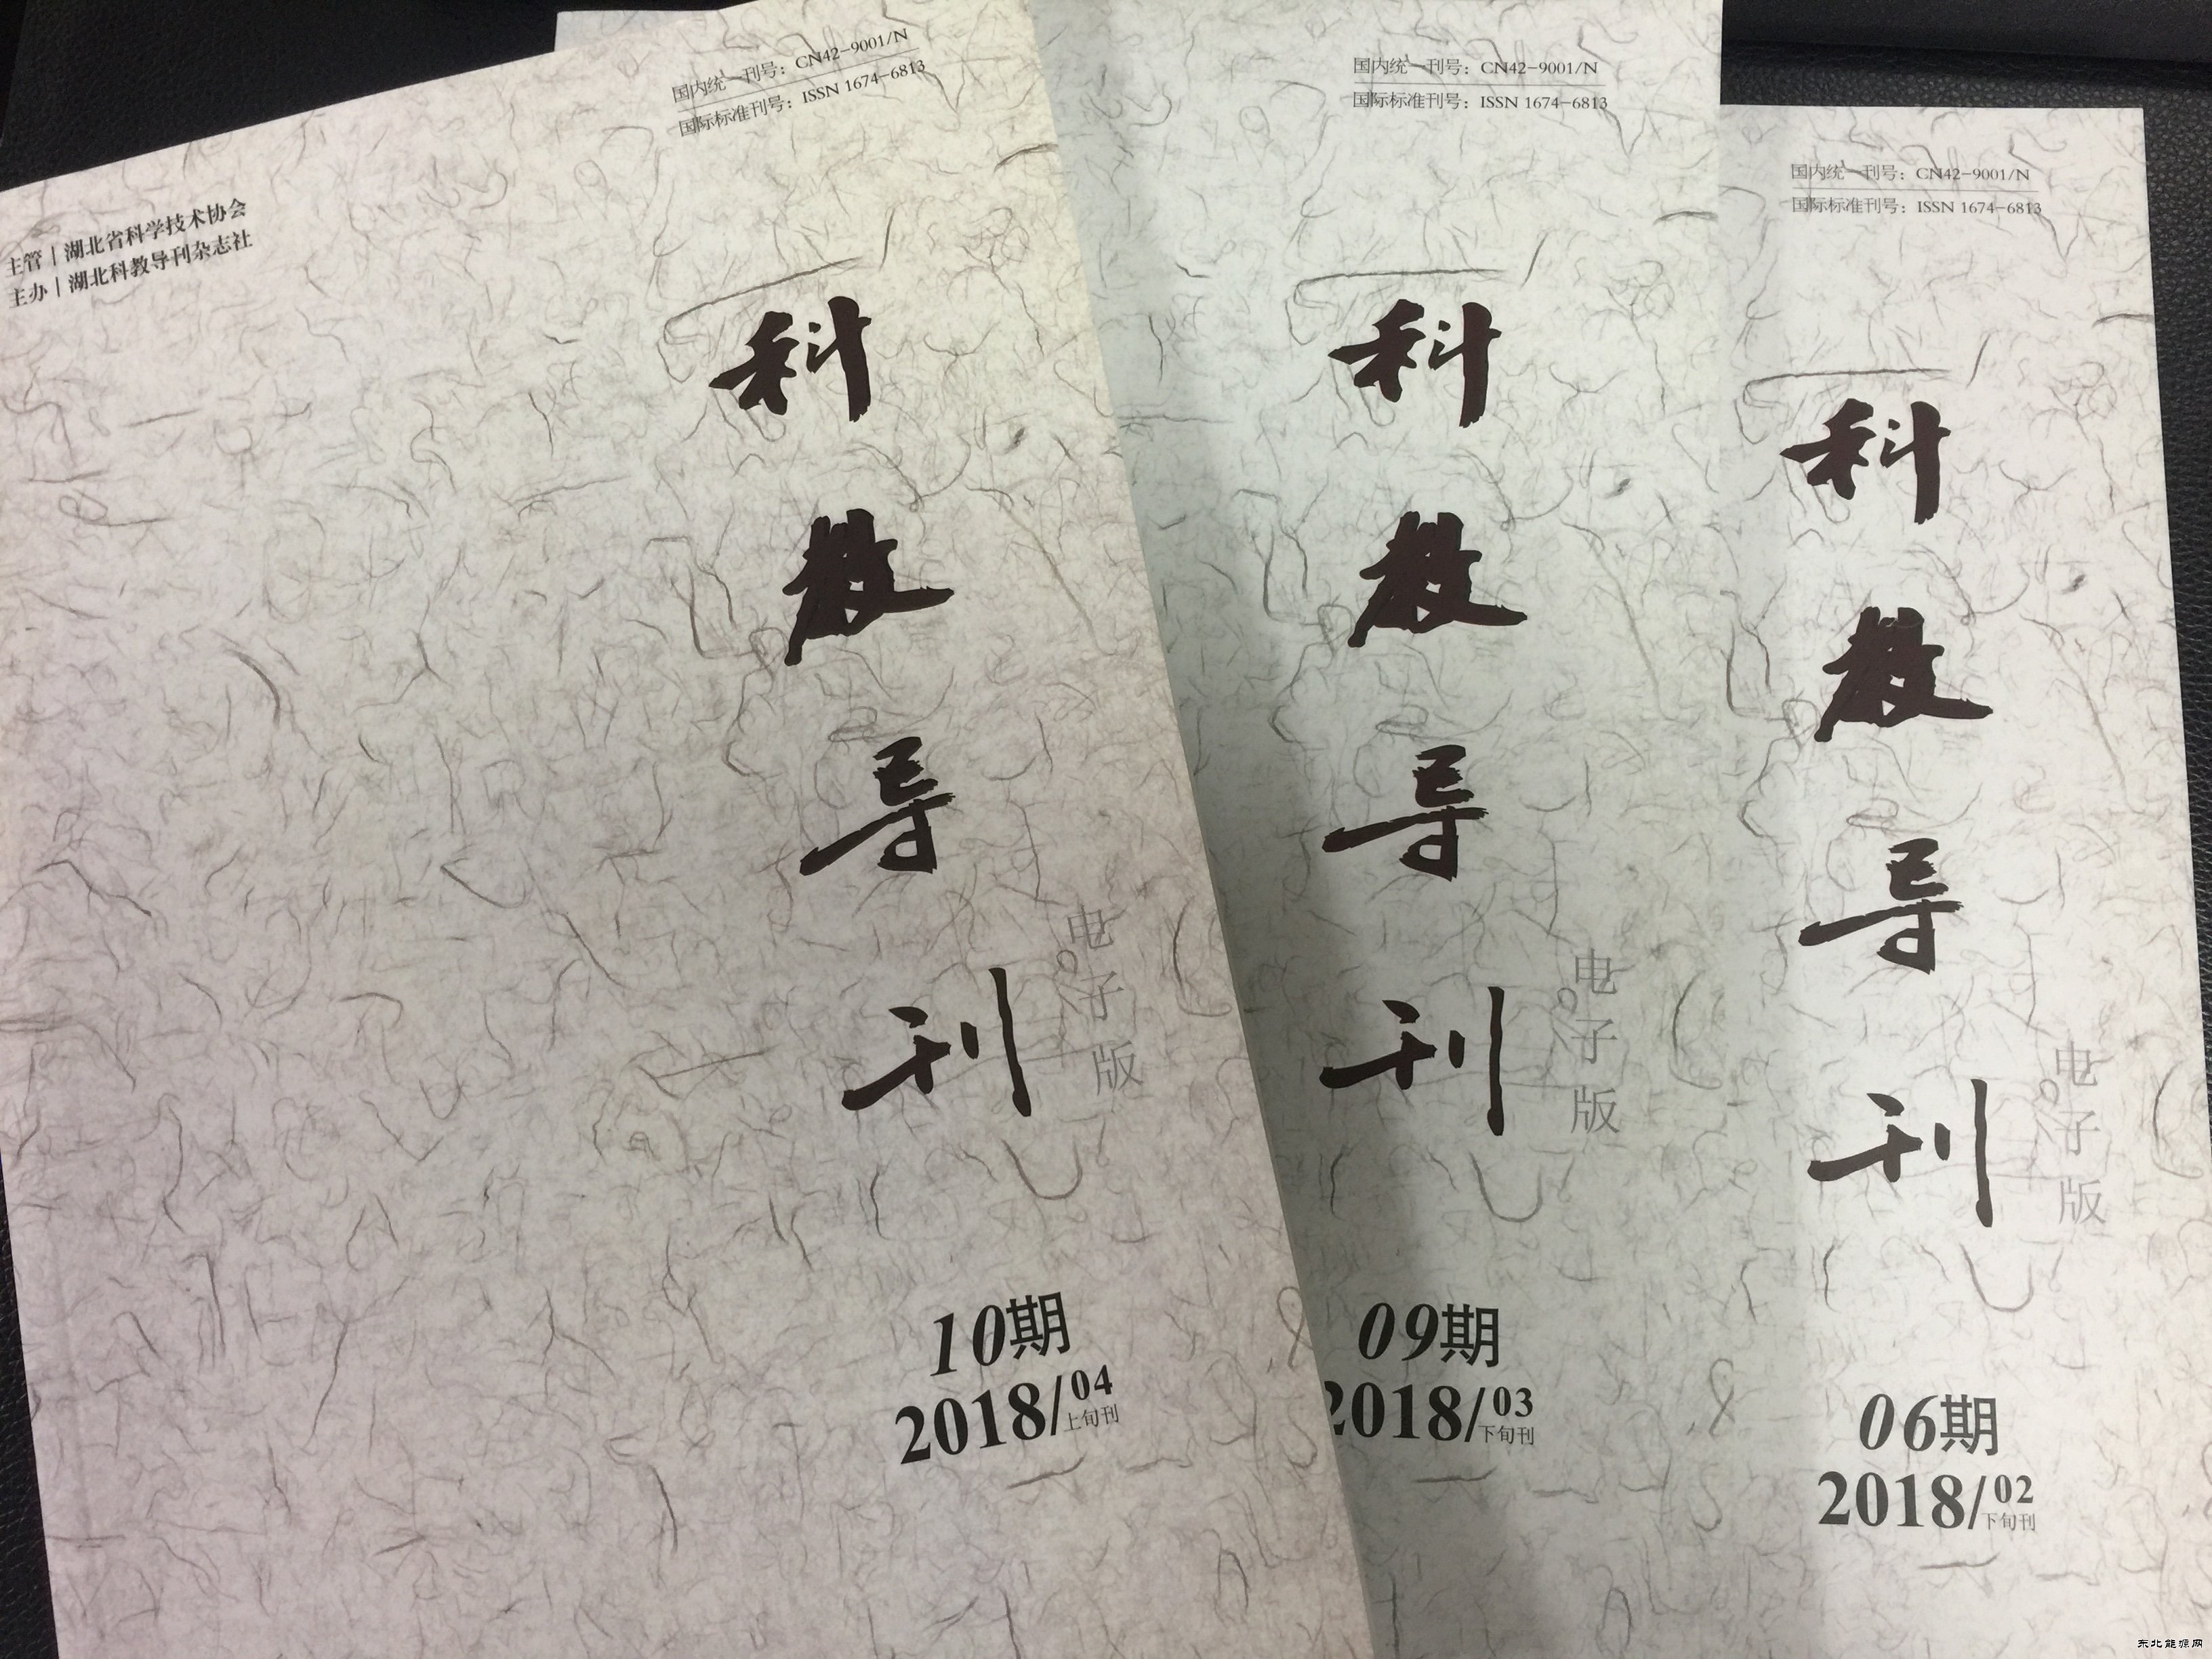 国内统一刊号：CN42-9001/N
国际标准刊号：ISSN 1674-6813
主管｜湖北省科学技术协会
主办｜湖北科教导刊杂志社
科
教
导
刊
电
子
版
10期
2018/04
上旬刊
国内统一刊号：CN42-9001/N
国际标准刊号：ISSN 1674-6813
科
教
导
刊
电
子
版
09期
2018/03
下旬刊
国内统一刊号：CN42-9001/N
国际标准刊号：ISSN 1674-6813
科
教
导
刊
电
子
版
06期
2018/02
下旬刊
东北能源网